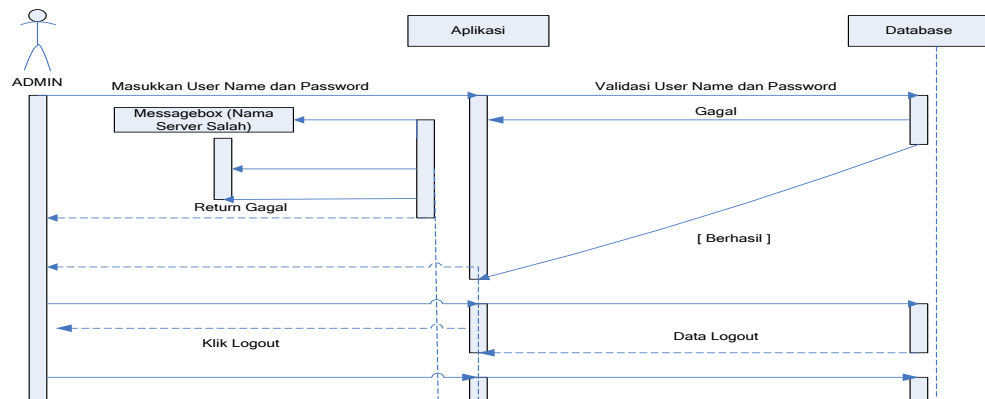 Aplikasi
Database
ADMIN
Masukkan User Name dan Password
Validasi User Name dan Password
Messagebox (Nama
Server Salah)
Gagal
Return Gagal
[ Berhasil ]
Klik Logout
Data Logout